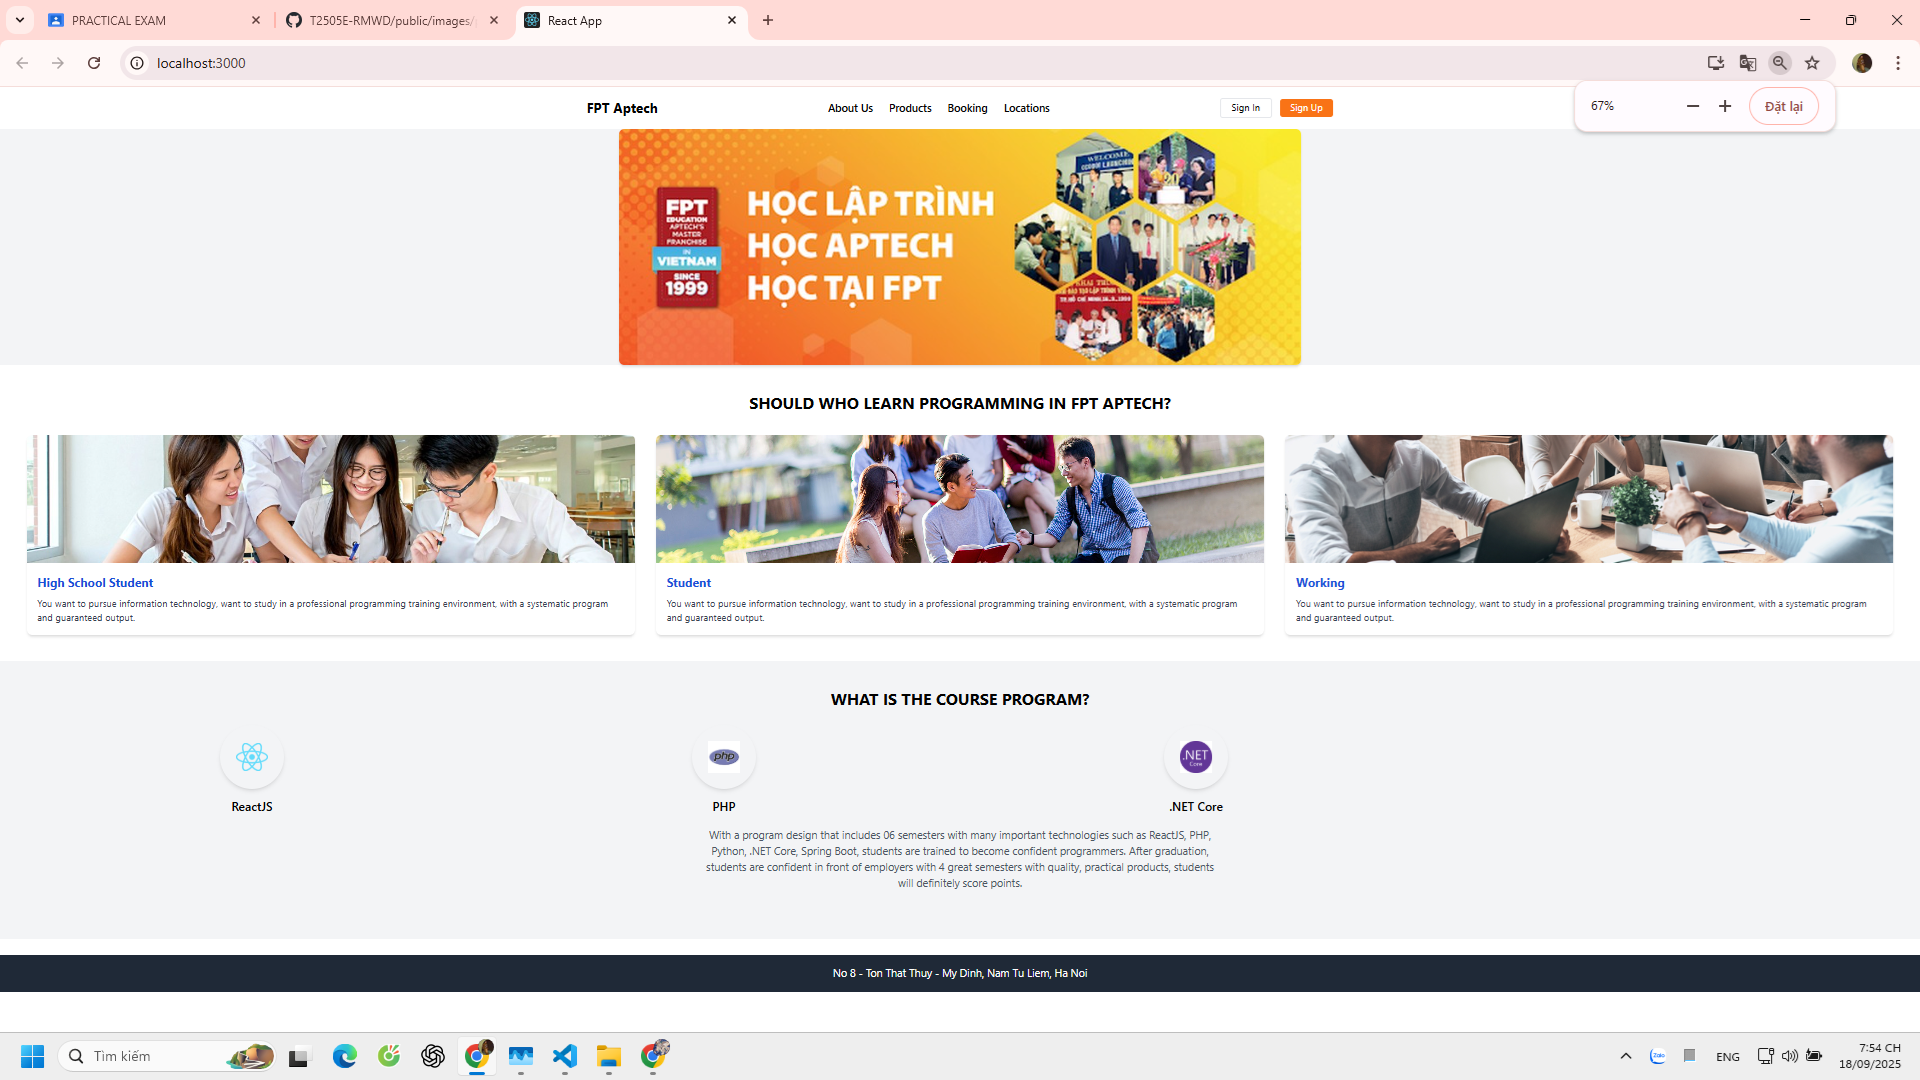 PRACTICAL EXAM
T2505E-RMWD/public/images/
React App
localhost:3000
67%
Đặt lại
FPT Aptech
About Us Products Booking Locations
Sign In
Sign Up
FPT
EDUCATION
APTECH'S
MASTER
FRANCHISE
IN
VIETNAM
SINCE
1999
HỌC LẬP TRÌNH
HỌC APTECH
HỌC TẠI FPT
WELCOME
SHOULD WHO LEARN PROGRAMMING IN FPT APTECH?
High School Student
You want to pursue information technology, want to study in a professional programming training environment, with a systematic program
and guaranteed output.
Student
You want to pursue information technology, want to study in a professional programming training environment, with a systematic program
and guaranteed output.
Working
You want to pursue information technology, want to study in a professional programming training environment, with a systematic program
and guaranteed output.
WHAT IS THE COURSE PROGRAM?
php
.NET
Core
ReactJS
PHP
.NET Core
With a program design that includes 06 semesters with many important technologies such as ReactJS, PHP,
Python, .NET Core, Spring Boot, students are trained to become confident programmers. After graduation,
students are confident in front of employers with 4 great semesters with quality, practical products, students
will definitely score points.
No 8 - Ton That Thuy - My Dinh, Nam Tu Liem, Ha Noi
Tìm kiếm
Zalo
ENG
7:54 CH
18/09/2025